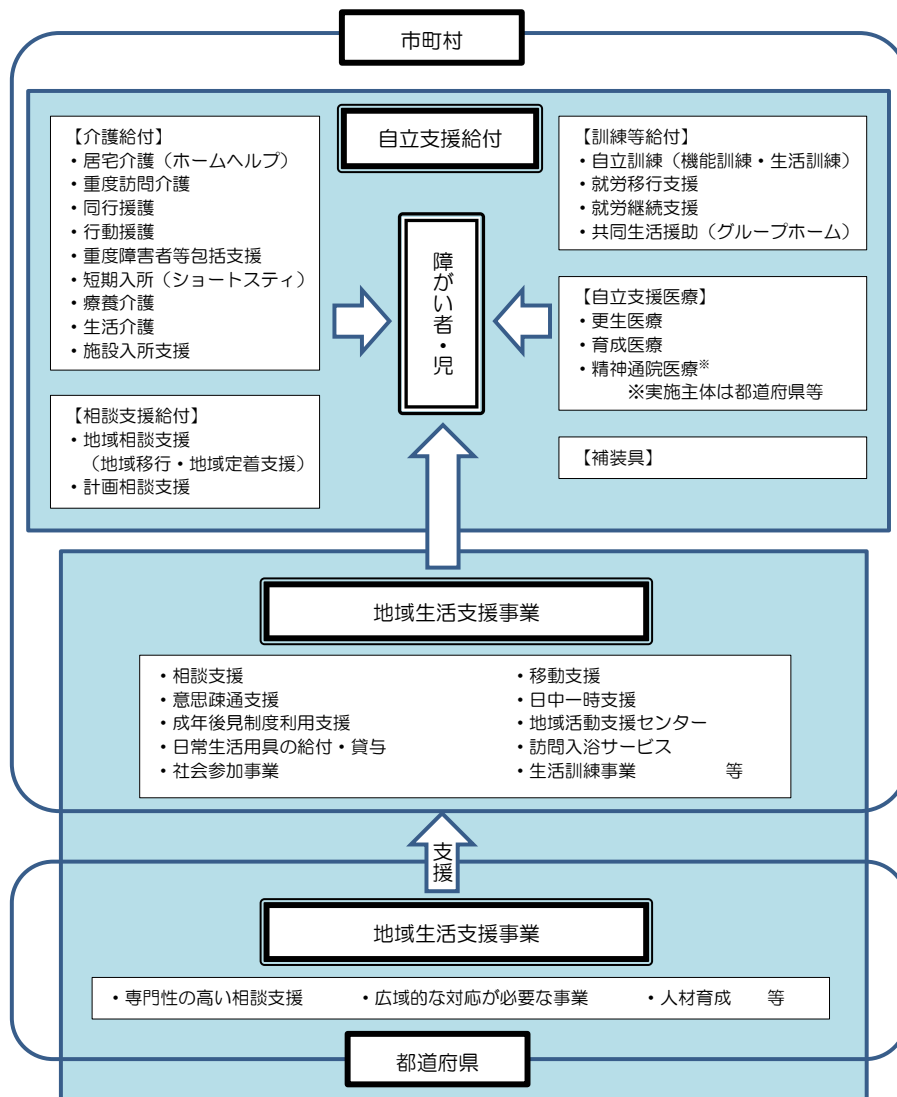 市町村
自立支援給付
【介護給付】
・居宅介護（ホームヘルプ）
・重度訪問介護
・同行援護
・行動援護
・重度障害者等包括支援
・短期入所（ショートスティ）
・療養介護
・生活介護
・施設入所支援
【相談支援給付】
・地域相談支援
（地域移行・地域定着支援）
・計画相談支援
障がい者・児
【訓練等給付】
・自立訓練（機能訓練・生活訓練）
・就労移行支援
・就労継続支援
・共同生活援助（グループホーム）
【自立支援医療】
・更生医療
・育成医療
・精神通院医療※
※実施主体は都道府県等
【補装具】
地域生活支援事業
・相談支援
・意思疎通支援
・成年後見制度利用支援
・日常生活用具の給付・貸与
・社会参加事業
・移動支援
・日中一時支援
・地域活動支援センター
・訪問入浴サービス
・生活訓練事業　　　　等
支援
地域生活支援事業
・専門性の高い相談支援　　・広域的な対応が必要な事業　　・人材育成　等
都道府県